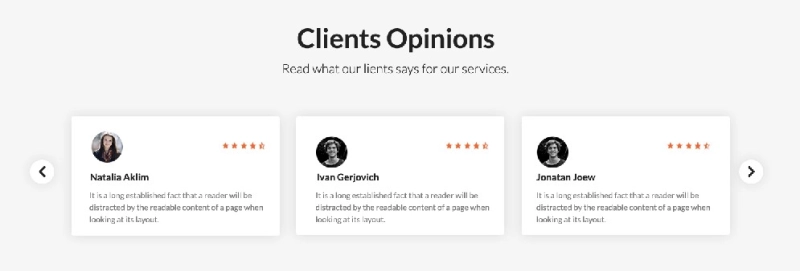 Clients Opinions
Read what our lients says for our services.
Natalia Aklim
It is a long established fact that a reader will be
distracted by the readable content of a page when
looking at its layout.
Ivan Gerjovich
It is a long established fact that a reader will be
distracted by the readable content of a page when
looking at its layout.
Jonatan Joew
It is a long established fact that a reader will be
distracted by the readable content of a page when
looking at its layout.